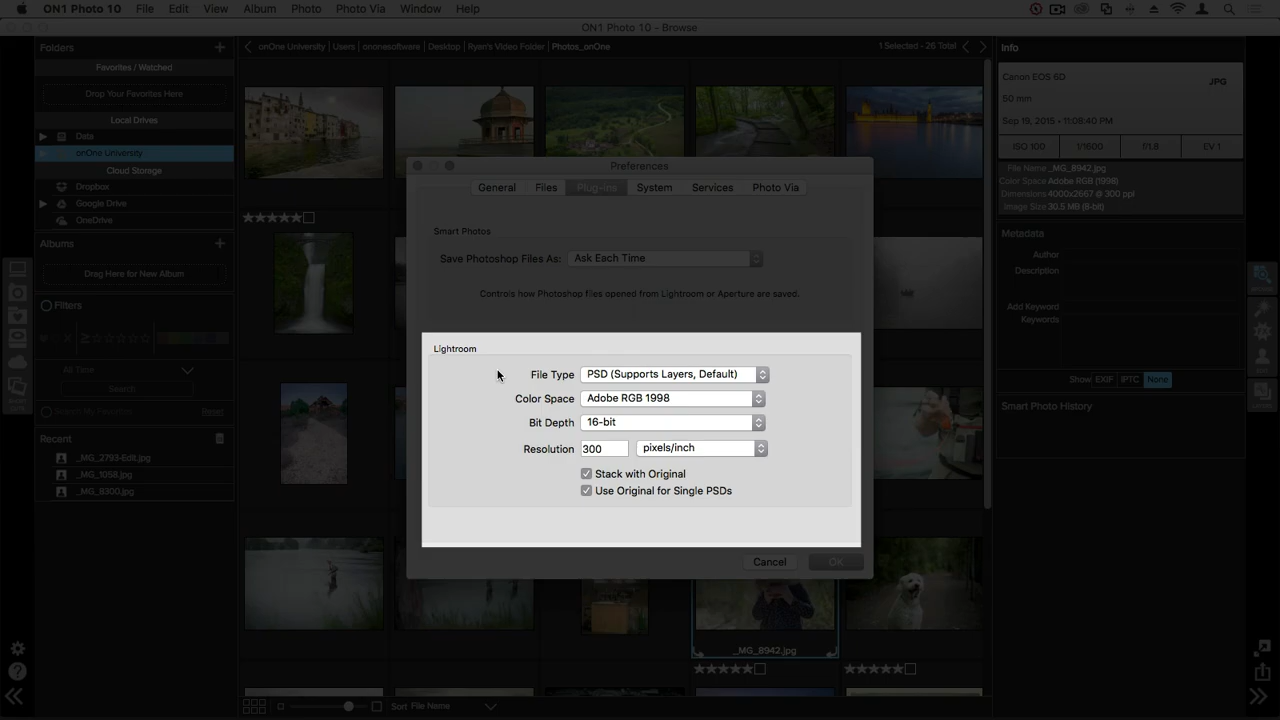 ON1 Photo 10 File Edit View Album Photo Photo Via Window Help
ON1 Photo 10 - Browse
Folders
Favorites / Watched
Drop Your Favorites Here
Local Drives
Data
onOne University
Cloud Storage
Dropbox
Google Drive
OneDrive
Albums
Drag Here for New Album
Filters
All Time
Search
Search My Favorites Reset
Recent
_MG_2793-Edit.jpg
_MG_1058.jpg
_MG_8300.jpg
onOne University Users ononesoftware Desktop Ryan's Video Folder Photos_onOne 1 Selected - 26 Total
Preferences
General Files Plug-ins System Services Photo Via
Smart Photos
Save Photoshop Files As: Ask Each Time
Controls how Photoshop files opened from Lightroom or Aperture are saved.
Lightroom
File Type PSD (Supports Layers, Default)
Color Space Adobe RGB 1998
Bit Depth 16-bit
Resolution 300 pixels/inch
Stack with Original
Use Original for Single PSDs
Cancel OK
_MG_8942.jpg
Sort File Name
Info
Canon EOS 6D JPG
50 mm
Sep 19, 2015 - 11:08:40 PM
ISO 100 1/1600 f/1.8 EV 1
File Name _MG_8942.jpg
Color Space Adobe RGB (1998)
Dimensions 4000x2667 @ 300 ppi
Image Size 30.5 MB (8-bit)
Metadata
Author
Description
Add Keyword
Keywords
Show EXIF IPTC None
Smart Photo History